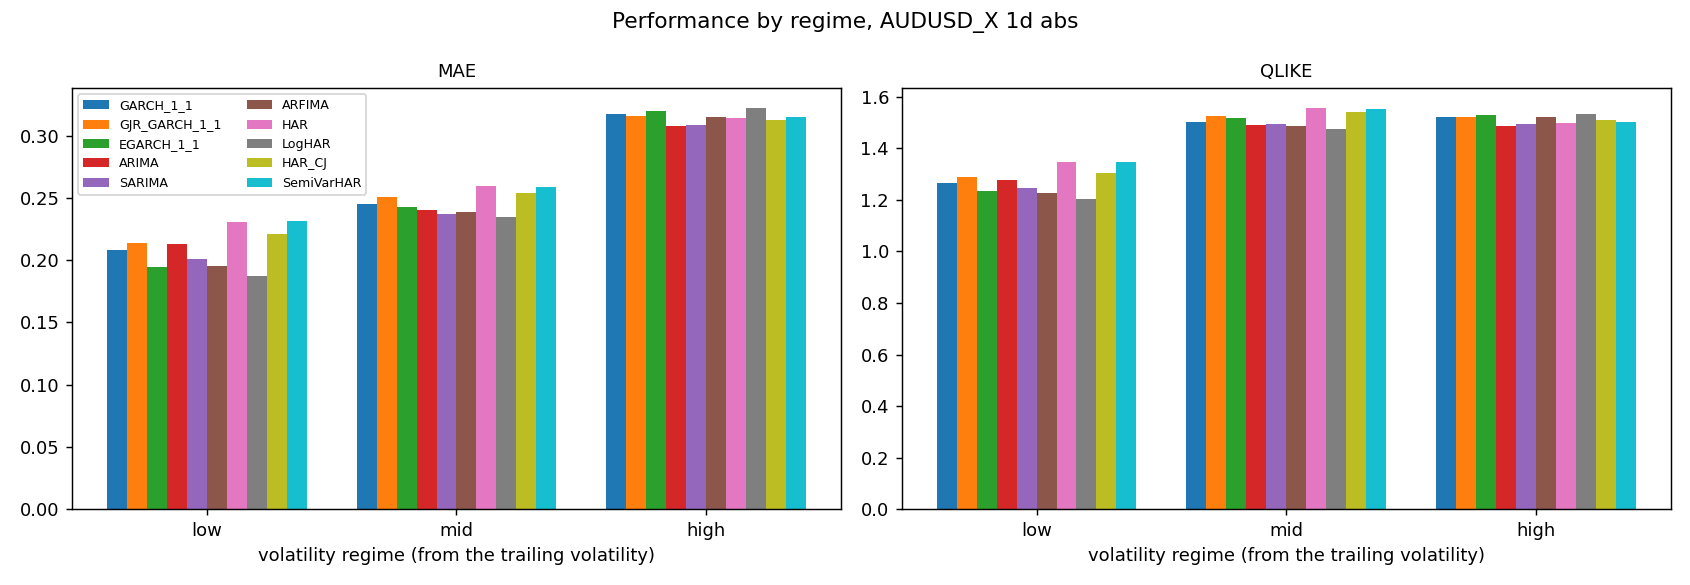 Performance by regime, AUDUSD_X 1d abs
MAE
GARCH_1_1
GJR_GARCH_1_1
EGARCH_1_1
ARIMA
SARIMA
ARFIMA
HAR
LogHAR
HAR_CJ
SemiVarHAR
0.30
0.25
0.20
0.15
0.10
0.05
0.00
low mid high
volatility regime (from the trailing volatility)
QLIKE
1.6
1.4
1.2
1.0
0.8
0.6
0.4
0.2
0.0
low mid high
volatility regime (from the trailing volatility)